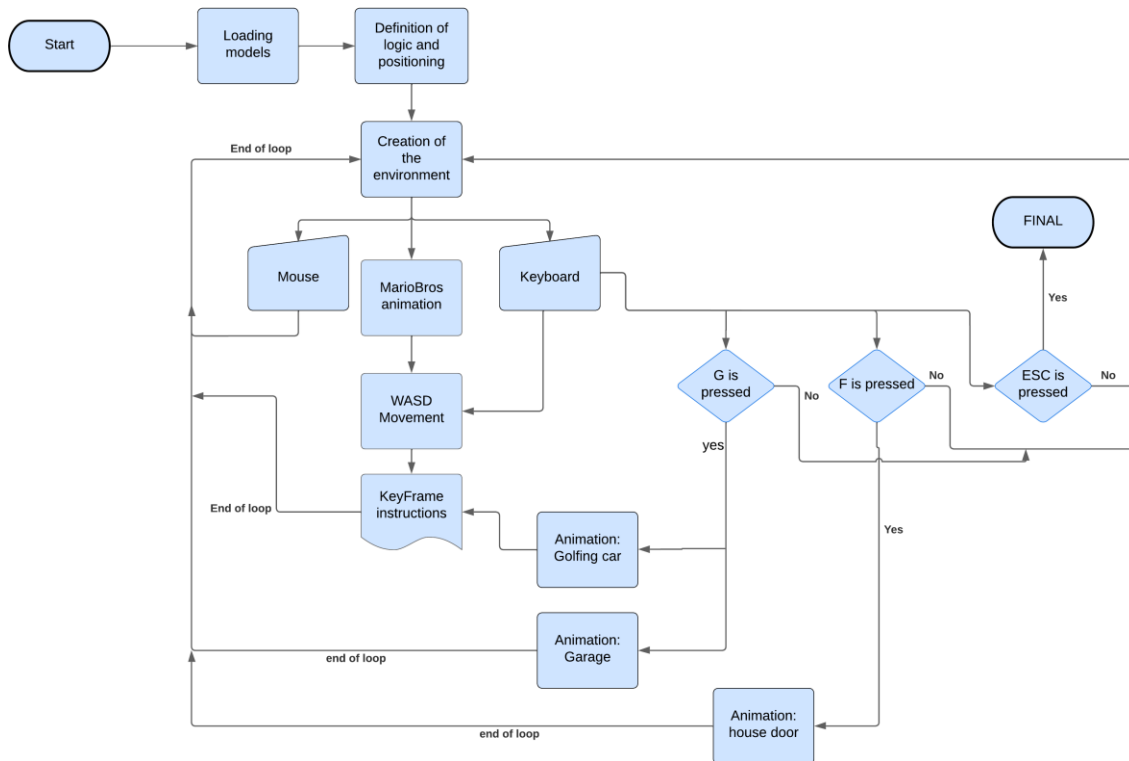 Start
Loading
models
Definition of
logic and
positioning
End of loop
Creation of
the
environment
FINAL
Mouse
MarioBros
animation
Keyboard
Yes
G is
pressed
No
F is pressed
No
ESC is
pressed
No
WASD
Movement
yes
KeyFrame
instructions
End of loop
Animation:
Golfing car
Yes
Animation:
Garage
end of loop
Animation:
house door
end of loop